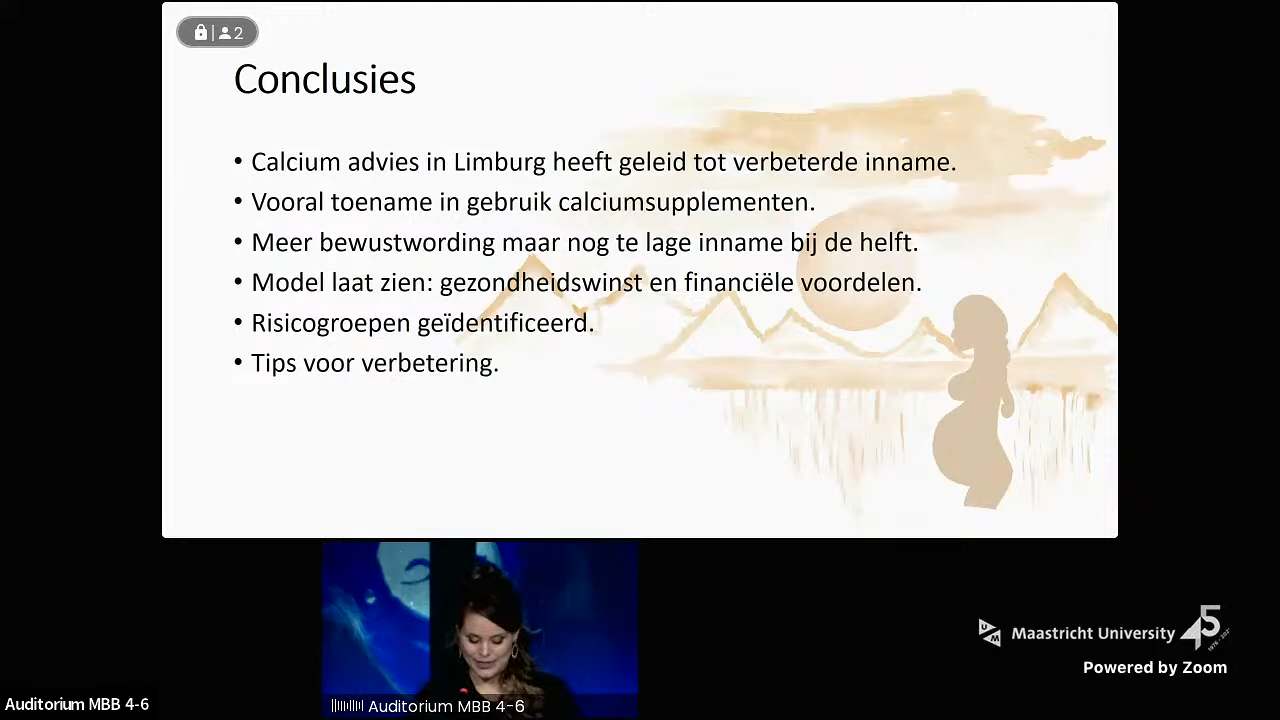 2
Conclusies
• Calcium advies in Limburg heeft geleid tot verbeterde inname.
• Vooral toename in gebruik calciumsupplementen.
• Meer bewustwording maar nog te lage inname bij de helft.
• Model laat zien: gezondheidswinst en financiële voordelen.
• Risicogroepen geïdentificeerd.
• Tips voor verbetering.
Maastricht University 45
Powered by Zoom
Auditorium MBB 4-6
Auditorium MBB 4-6